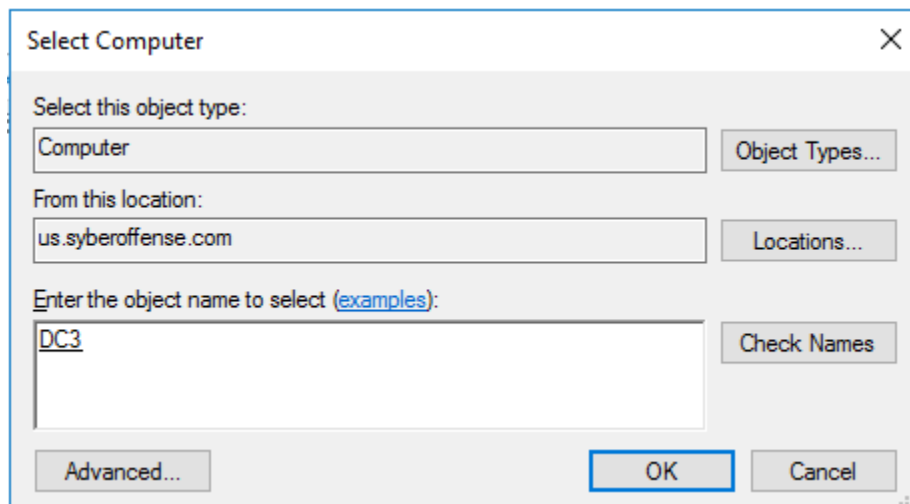 Select Computer
Select this object type:
Computer
Object Types...
From this location:
us.syberoffense.com
Locations...
Enter the object name to select (examples):
DC3
Check Names
Advanced...
OK
Cancel